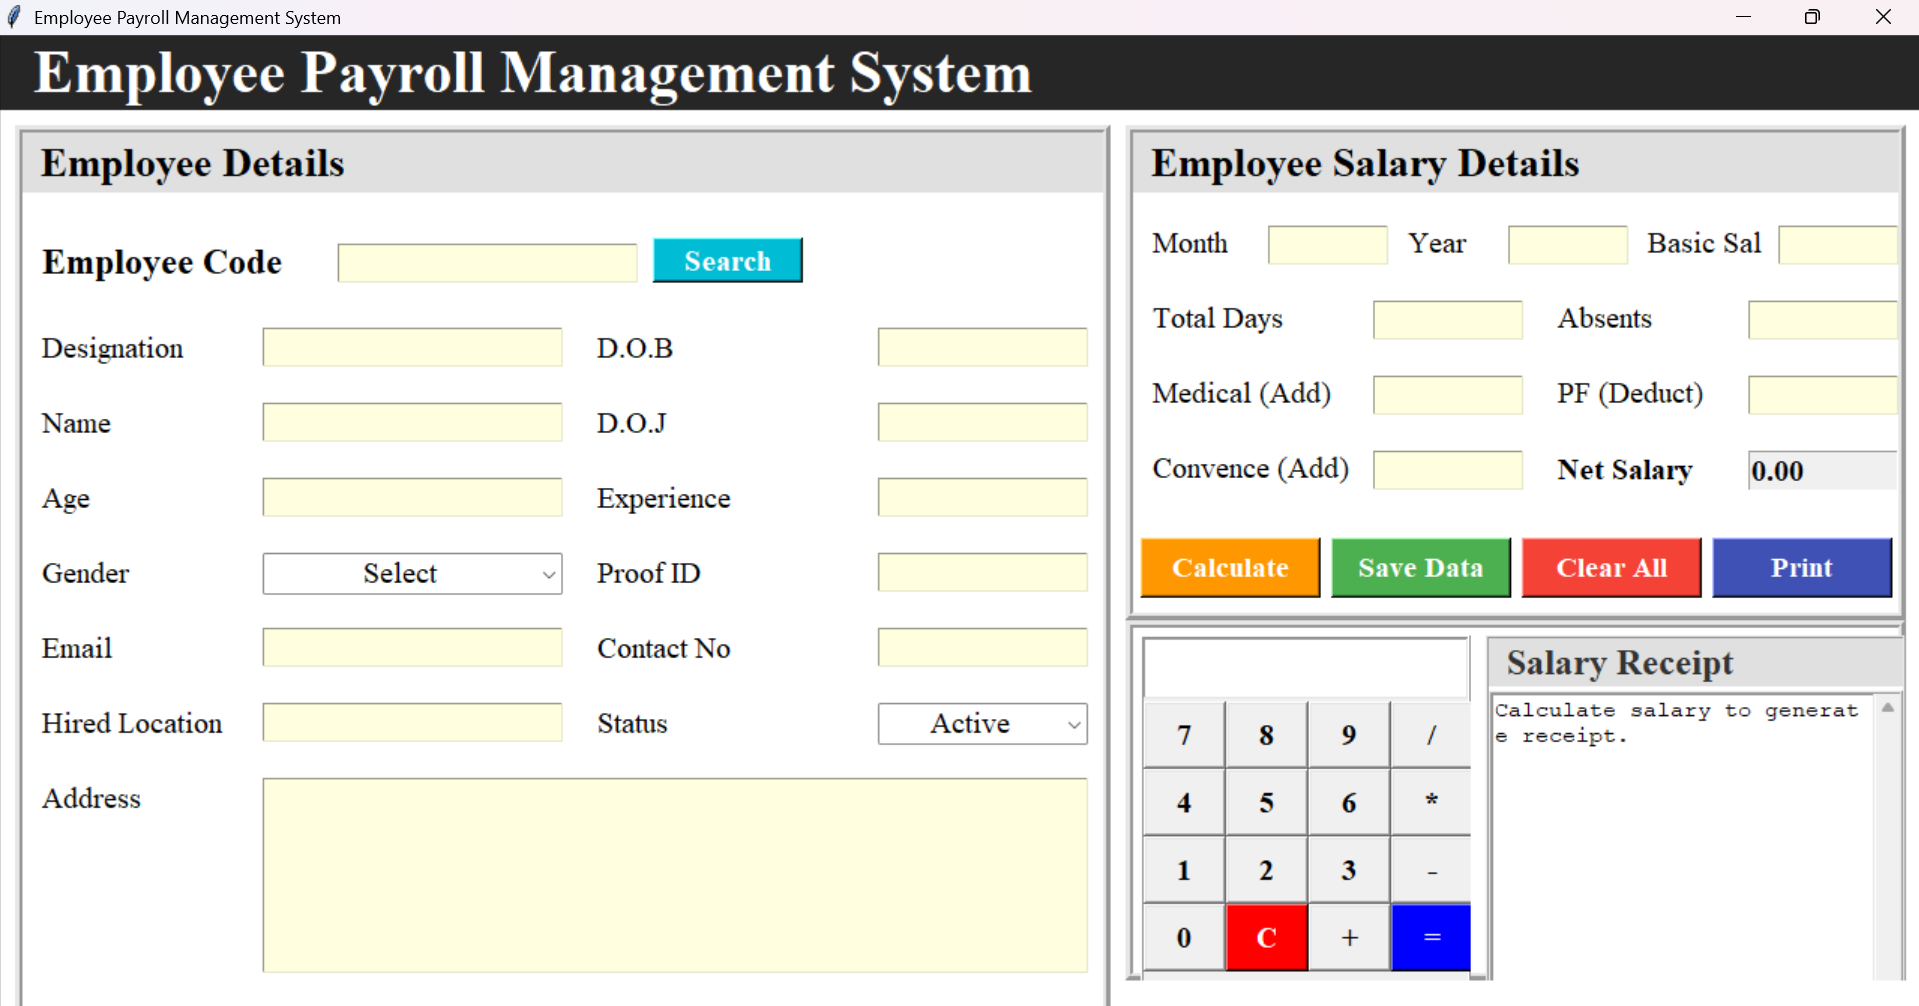 Employee Payroll Management System
Employee Payroll Management System
Employee Details
Employee Code
Search
Designation
D.O.B
Name
D.O.J
Age
Experience
Gender
Select
Proof ID
Email
Contact No
Hired Location
Status
Active
Address
Employee Salary Details
Month
Year
Basic Sal
Total Days
Absents
Medical (Add)
PF (Deduct)
Convence (Add)
Net Salary
0.00
Calculate
Save Data
Clear All
Print
7 8 9 /
4 5 6 *
1 2 3 -
0 C + =
Salary Receipt
Calculate salary to generat
e receipt.